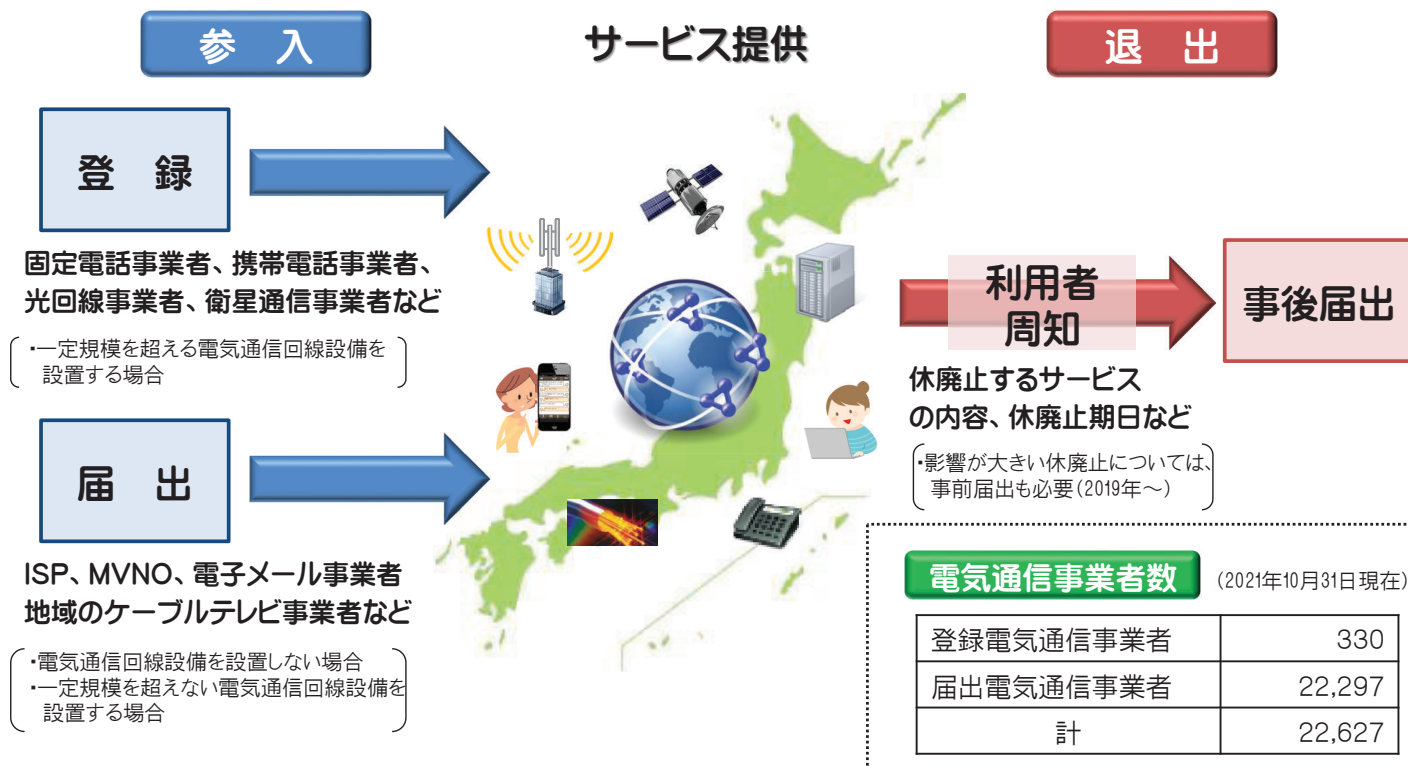 参 入
サービス提供
退 出
登 録
固定電話事業者、携帯電話事業者、
光回線事業者、衛星通信事業者など
・一定規模を超える電気通信回線設備を
設置する場合
届 出
ISP、MVNO、電子メール事業者
地域のケーブルテレビ事業者など
・電気通信回線設備を設置しない場合
・一定規模を超えない電気通信回線設備を
設置する場合
利用者
周知
事後届出
休廃止するサービス
の内容、休廃止期日など
・影響が大きい休廃止については、
事前届出も必要(2019年~)
電気通信事業者数 (2021年10月31日現在)
登録電気通信事業者 330
届出電気通信事業者 22,297
計 22,627